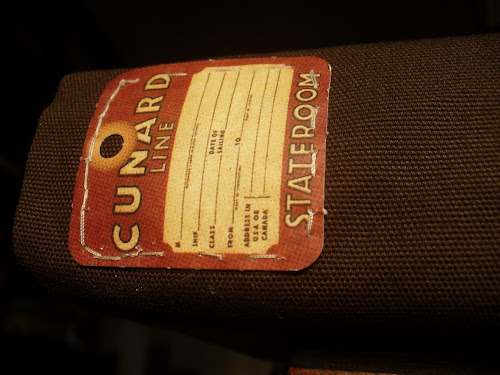 CUNARD
LINE
M
SHIP
CLASS
DATE OF
SAILING
FROM
TO
ADDRESS IN
U.S.A. OR
CANADA
STATEROOM